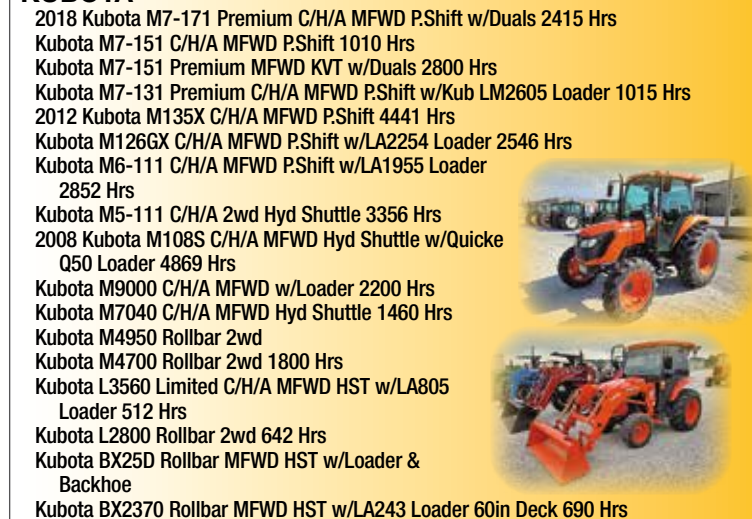 KUBOTA
2018 Kubota M7-171 Premium C/H/A MFWD P.Shift w/Duals 2415 Hrs
Kubota M7-151 C/H/A MFWD P.Shift 1010 Hrs
Kubota M7-151 Premium MFWD KVT w/Duals 2800 Hrs
Kubota M7-131 Premium C/H/A MFWD P.Shift w/Kub LM2605 Loader 1015 Hrs
2012 Kubota M135X C/H/A MFWD P.Shift 4441 Hrs
Kubota M126GX C/H/A MFWD P.Shift w/LA2254 Loader 2546 Hrs
Kubota M6-111 C/H/A MFWD P.Shift w/LA1955 Loader
2852 Hrs
Kubota M5-111 C/H/A 2wd Hyd Shuttle 3356 Hrs
2008 Kubota M108S C/H/A MFWD Hyd Shuttle w/Quicke
Q50 Loader 4869 Hrs
Kubota M9000 C/H/A MFWD w/Loader 2200 Hrs
Kubota M7040 C/H/A MFWD Hyd Shuttle 1460 Hrs
Kubota M4950 Rollbar 2wd
Kubota M4700 Rollbar 2wd 1800 Hrs
Kubota L3560 Limited C/H/A MFWD HST w/LA805
Loader 512 Hrs
Kubota L2800 Rollbar 2wd 642 Hrs
Kubota BX25D Rollbar MFWD HST w/Loader &
Backhoe
Kubota BX2370 Rollbar MFWD HST w/LA243 Loader 60in Deck 690 Hrs